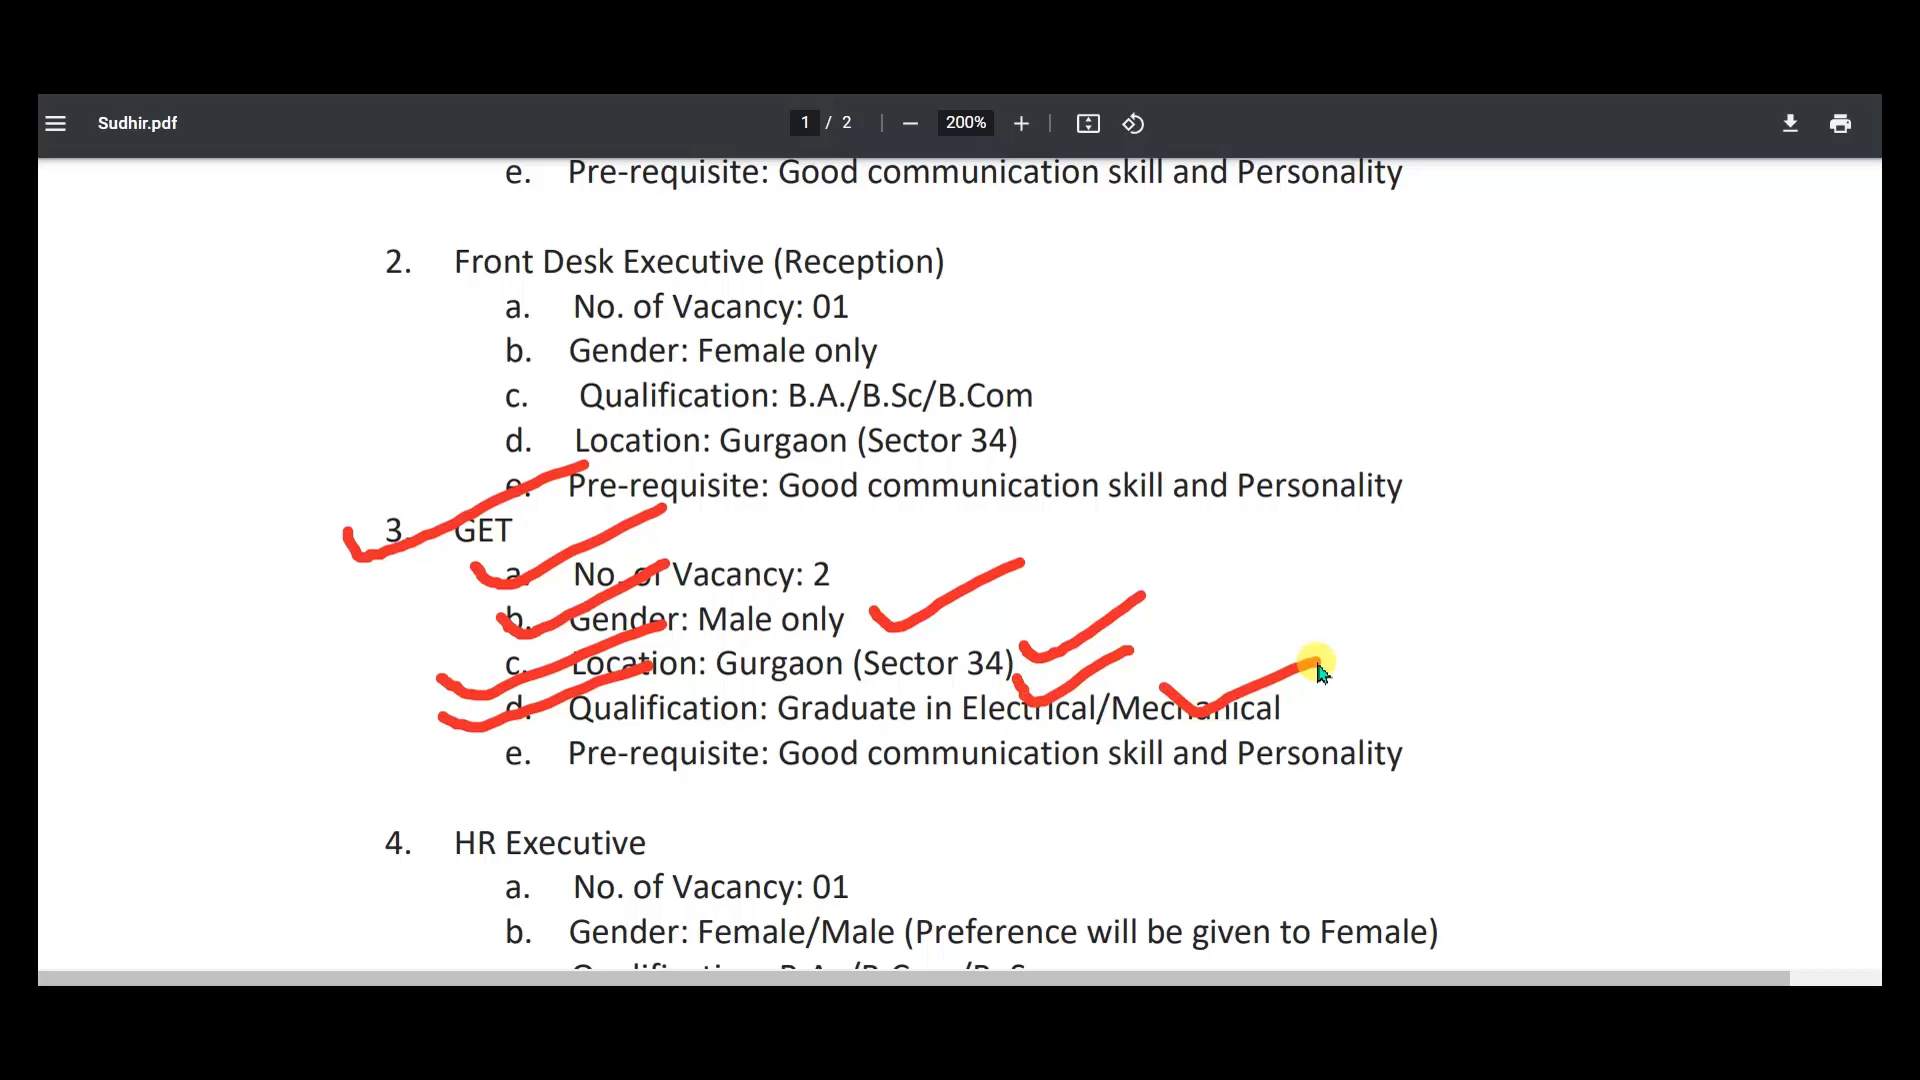 Sudhir.pdf
1 / 2
200%
e. Pre-requisite: Good communication skill and Personality
2. Front Desk Executive (Reception)
a. No. of Vacancy: 01
b. Gender: Female only
c. Qualification: B.A./B.Sc/B.Com
d. Location: Gurgaon (Sector 34)
e. Pre-requisite: Good communication skill and Personality
3. GET
a. No. of Vacancy: 2
b. Gender: Male only
c. Location: Gurgaon (Sector 34)
d. Qualification: Graduate in Electrical/Mechanical
e. Pre-requisite: Good communication skill and Personality
4. HR Executive
a. No. of Vacancy: 01
b. Gender: Female/Male (Preference will be given to Female)